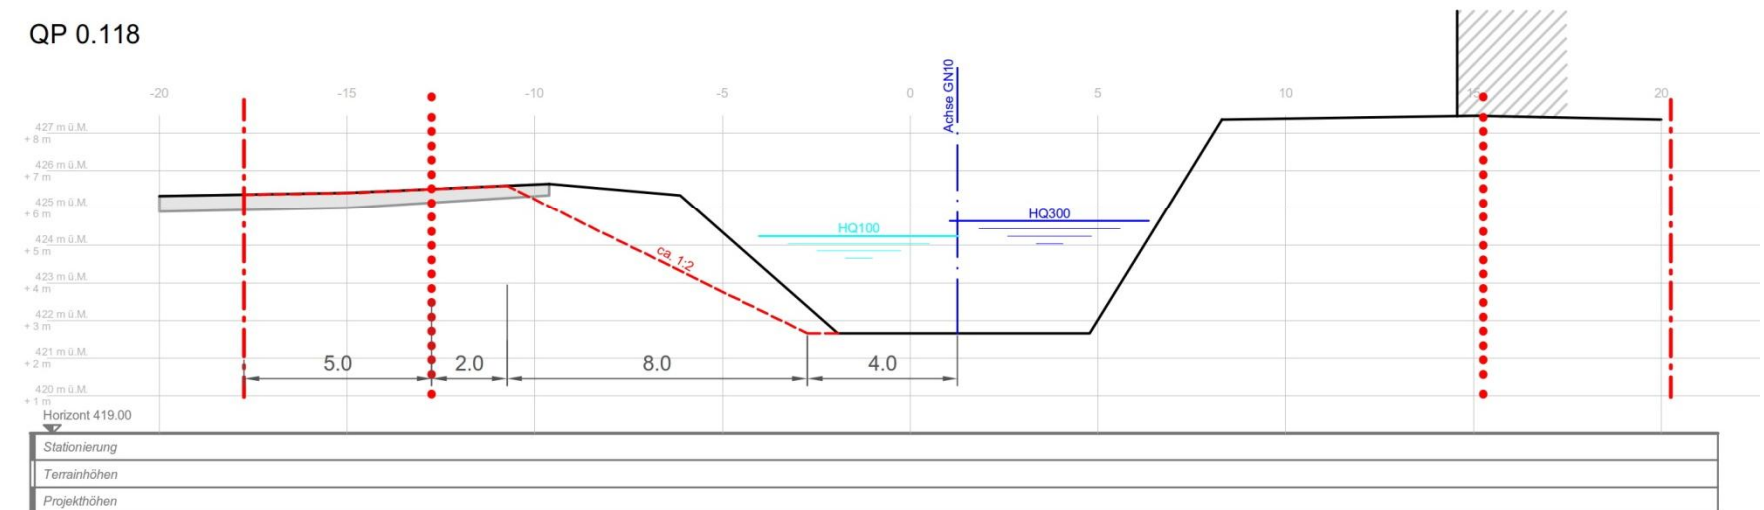 QP 0.118
Achse GN10
-20 -15 -10 -5 0 5 10 15 20
427 m ü.M.
+ 8 m
426 m ü.M.
+ 7 m
425 m ü.M.
+ 6 m
HQ300
HQ100
424 m ü.M.
+ 5 m
ca. 1:2
423 m ü.M.
+ 4 m
422 m ü.M.
+ 3 m
421 m ü.M.
+ 2 m
5.0 2.0 8.0 4.0
420 m ü.M.
+ 1 m
Horizont 419.00
Stationierung
Terrainhöhen
Projekthöhen